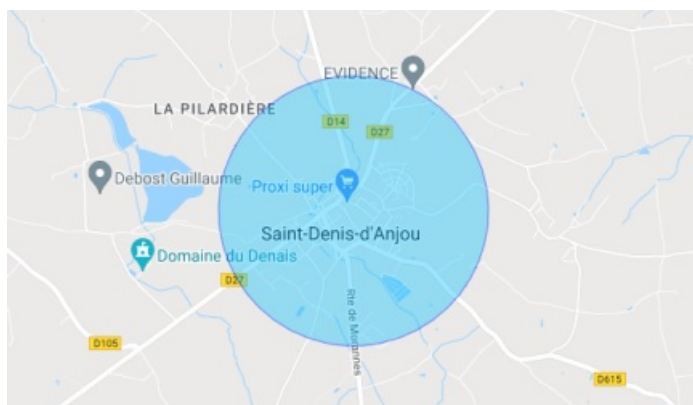 EVIDENCE
LA PILARDIÈRE
D14
D27
Debost Guillaume
Proxi super
Saint-Denis-d'Anjou
Domaine du Denais
D27
Rte de Morannes
D105
D615